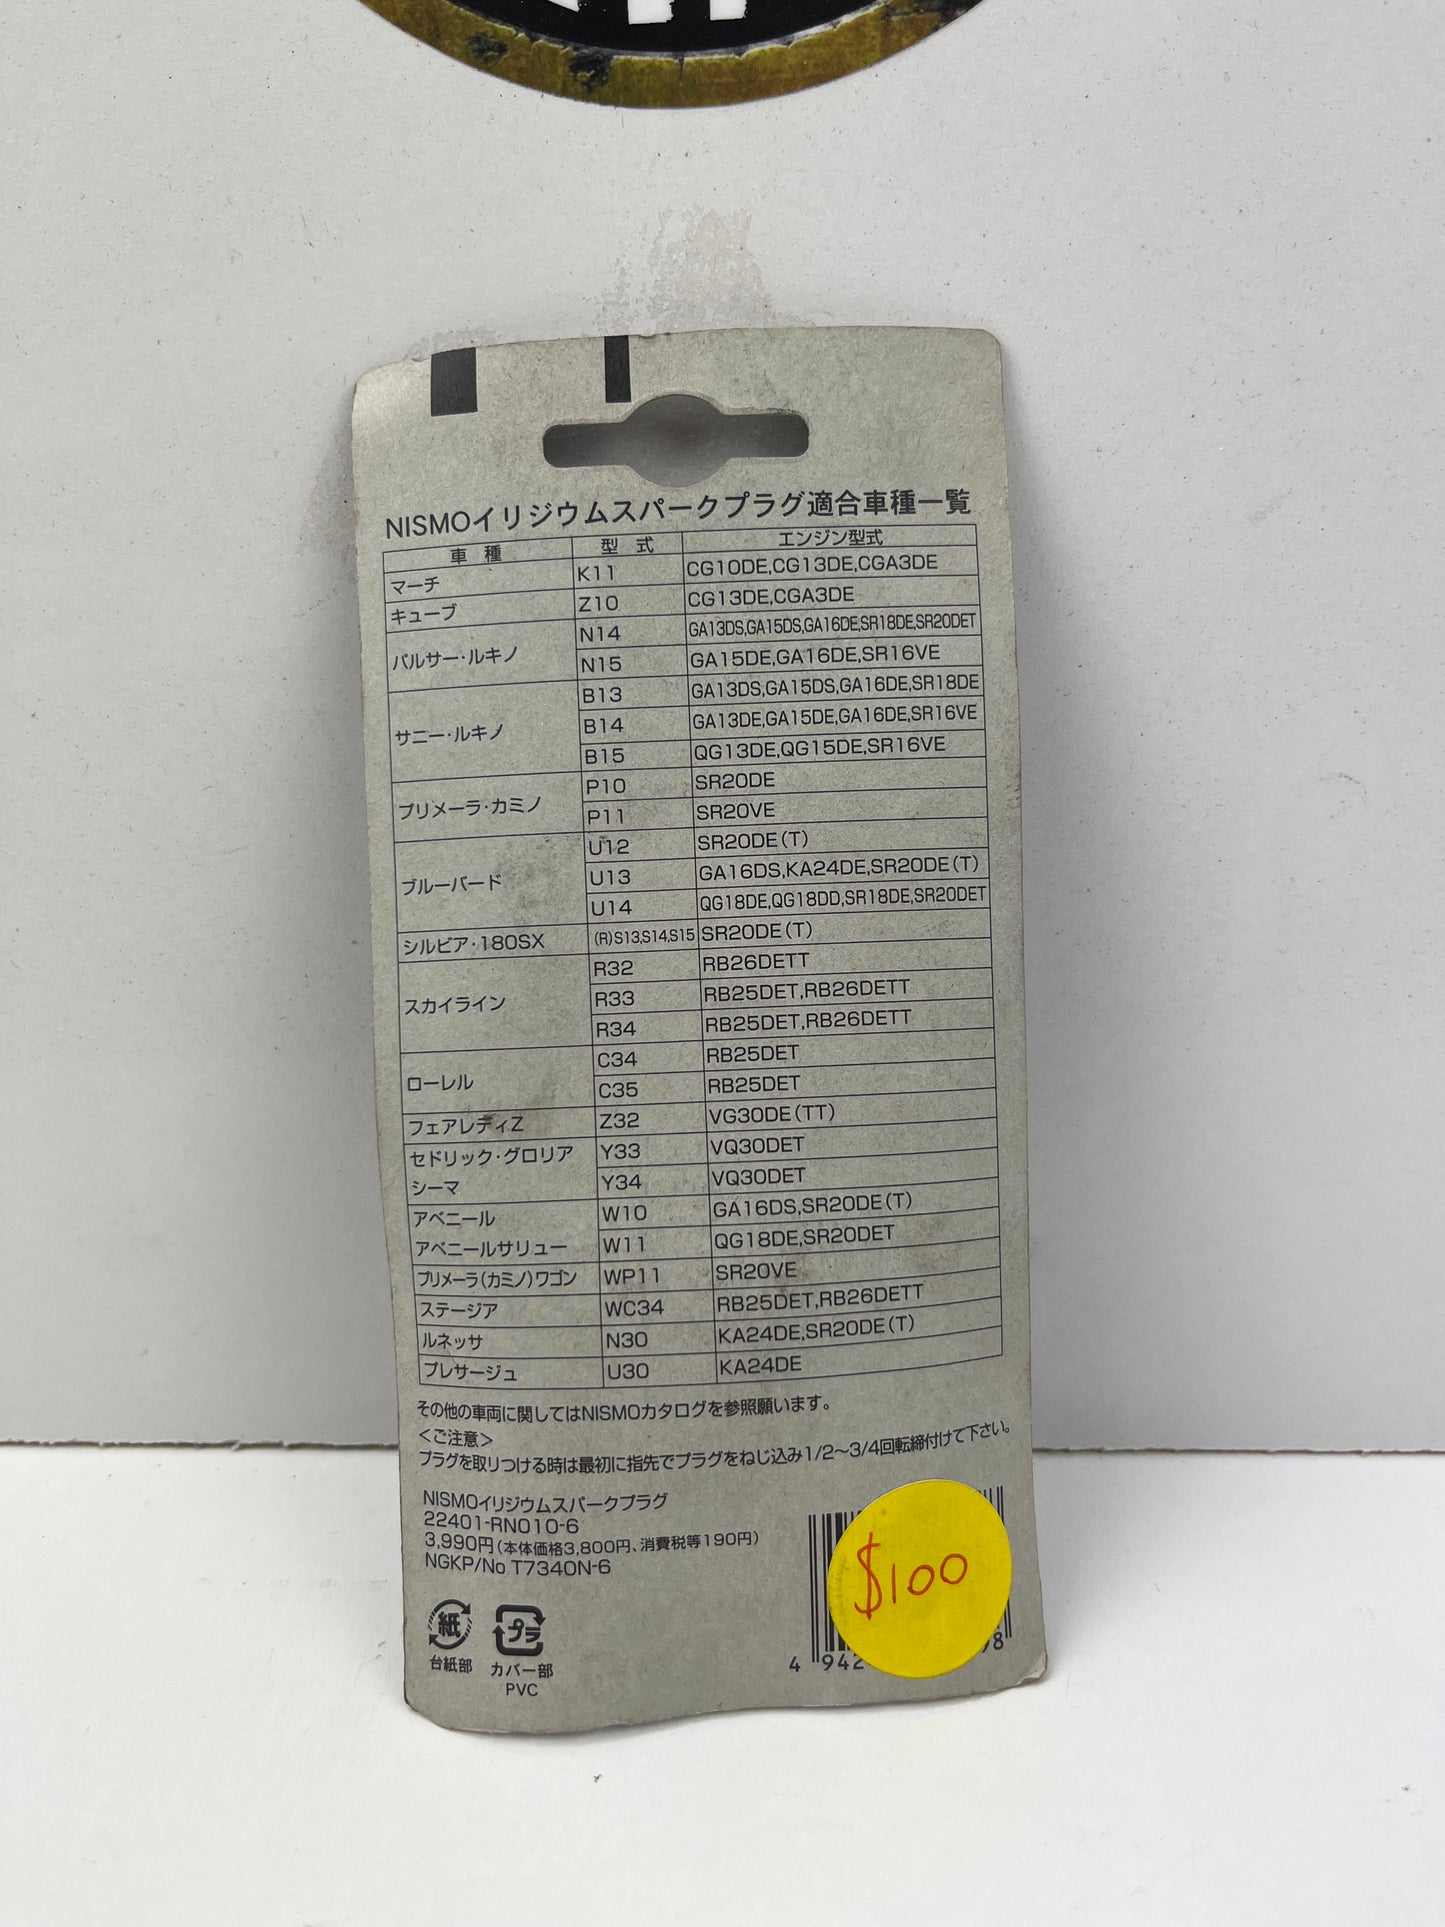 NISMOイリジウムスパークプラグ適合車種一覧
車種 型式 エンジン型式
マーチ K11 CG10DE,CG13DE,CGA3DE
キューブ Z10 CG13DE,CGA3DE
パルサー・ルキノ N14 GA13DS,GA15DS,GA16DE,SR18DE,SR20DET
N15 GA15DE,GA16DE,SR16VE
サニー・ルキノ B13 GA13DS,GA15DS,GA16DE,SR18DE
B14 GA13DE,GA15DE,GA16DE,SR16VE
B15 QG13DE,QG15DE,SR16VE
プリメーラ・カミノ P10 SR20DE
P11 SR20VE
ブルーバード U12 SR20DE(T)
U13 GA16DS,KA24DE,SR20DE(T)
U14 QG18DE,QG18DD,SR18DE,SR20DET
シルビア・180SX (R)S13,S14,S15 SR20DE(T)
スカイライン R32 RB26DETT
R33 RB25DET,RB26DETT
R34 RB25DET,RB26DETT
ローレル C34 RB25DET
C35 RB25DET
フェアレディZ Z32 VG30DE(TT)
セドリック・グロリア Y33 VQ30DET
シーマ Y34 VQ30DET
アベニール W10 GA16DS,SR20DE(T)
アベニールサリュー W11 QG18DE,SR20DET
プリメーラ(カミノ)ワゴン WP11 SR20VE
ステージア WC34 RB25DET,RB26DETT
ルネッサ N30 KA24DE,SR20DE(T)
プレサージュ U30 KA24DE
その他の車両に関してはNISMOカタログを参照願います。
<ご注意>
プラグを取りつける時は最初に指先でプラグをねじ込み1/2～3/4回転締付けて下さい。
NISMOイリジウムスパークプラグ
22401-RN010-6
3,990円(本体価格3,800円、消費税等190円)
NGKP/No T7340N-6
$100
紙 プラ
台紙部 カバー部
PVC
4 942 98